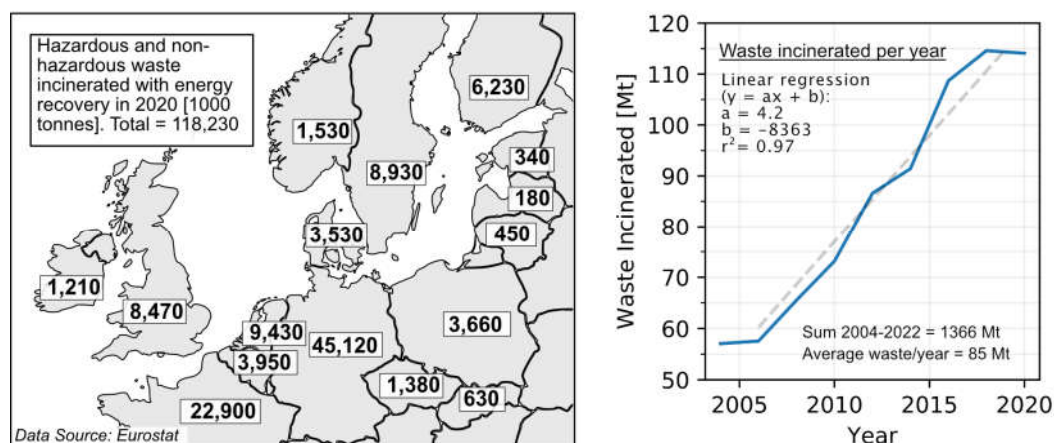 Hazardous and non-
hazardous waste
incinerated with energy
recovery in 2020 [1000
tonnes]. Total = 118,230
6,230
1,530
8,930
340
180
450
3,530
1,210
8,470
9,430
3,950
45,120
3,660
1,380
630
22,900
Data Source: Eurostat
120
110
100
90
80
70
60
50
Waste Incinerated [Mt]
Waste incinerated per year
Linear regression
(y = ax + b):
a = 4.2
b = -8363
r²= 0.97
Sum 2004-2022 = 1366 Mt
Average waste/year = 85 Mt
2005
2010
2015
2020
Year